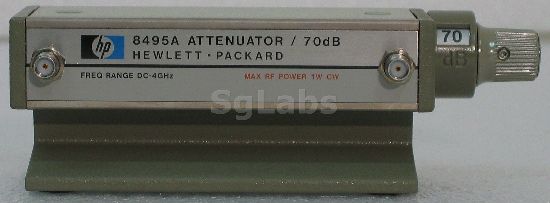 hp
8495A ATTENUATOR / 70dB
HEWLETT · PACKARD
FREQ RANGE DC-4GHz
MAX RF POWER 1W CW
70
dB
SgLabs